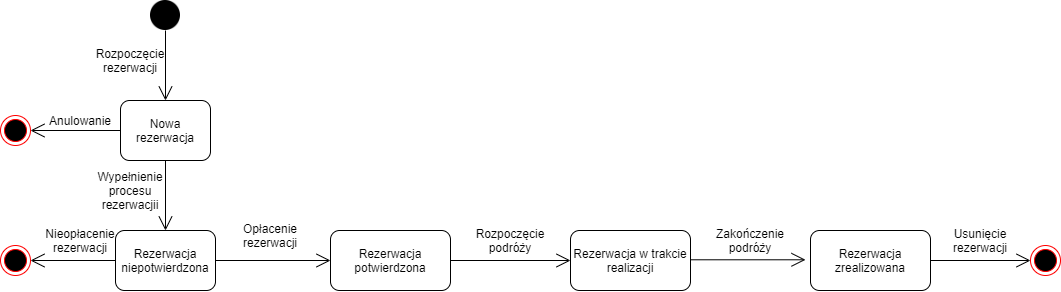 Rozpoczęcie
rezerwacji
Anulowanie
Nowa
rezerwacja
Wypełnienie
procesu
rezerwacjii
Nieopłacenie
rezerwacji
Rezerwacja
niepotwierdzona
Opłacenie
rezerwacji
Rezerwacja
potwierdzona
Rozpoczęcie
podróży
Rezerwacja w trakcie
realizacji
Zakończenie
podróży
Rezerwacja
zrealizowana
Usunięcie
rezerwacji